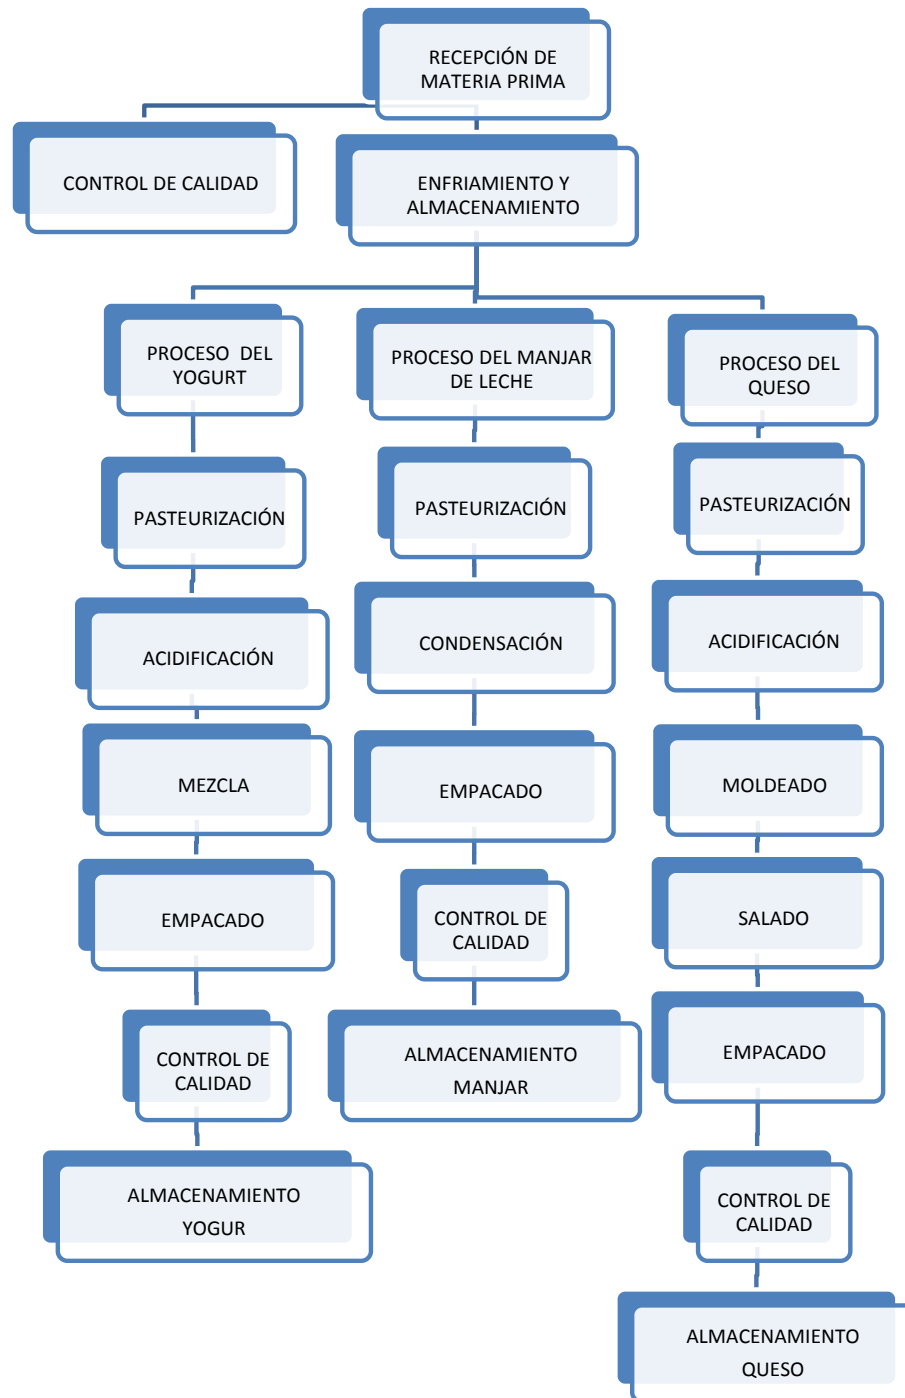 RECEPCIÓN DE
MATERIA PRIMA
CONTROL DE CALIDAD
ENFRIAMIENTO Y
ALMACENAMIENTO
PROCESO DEL
YOGURT
PASTEURIZACIÓN
ACIDIFICACIÓN
MEZCLA
EMPACADO
CONTROL DE
CALIDAD
ALMACENAMIENTO
YOGUR
PROCESO DEL MANJAR
DE LECHE
PASTEURIZACIÓN
CONDENSACIÓN
EMPACADO
CONTROL DE
CALIDAD
ALMACENAMIENTO
MANJAR
PROCESO DEL
QUESO
PASTEURIZACIÓN
ACIDIFICACIÓN
MOLDEADO
SALADO
EMPACADO
CONTROL DE
CALIDAD
ALMACENAMIENTO
QUESO